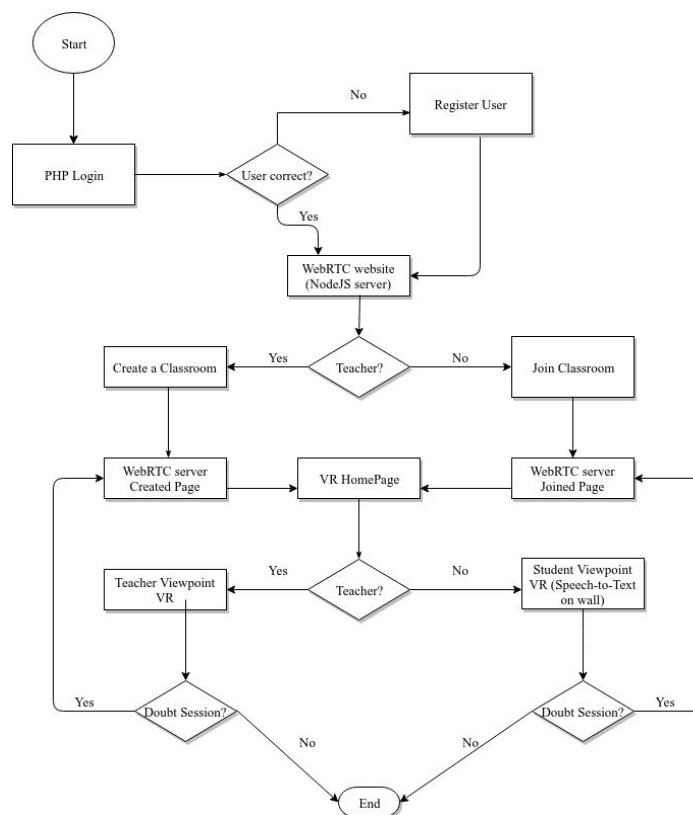 Start
No
Register User
PHP Login
User correct?
Yes
WebRTC website
(NodeJS server)
Yes
Teacher?
No
Create a Classroom
Join Classroom
WebRTC server
Created Page
VR HomePage
WebRTC server
Joined Page
Teacher Viewpoint
VR
Yes
Teacher?
No
Student Viewpoint
VR (Speech-to-Text
on wall)
Yes
Doubt Session?
No
No
Doubt Session?
Yes
End